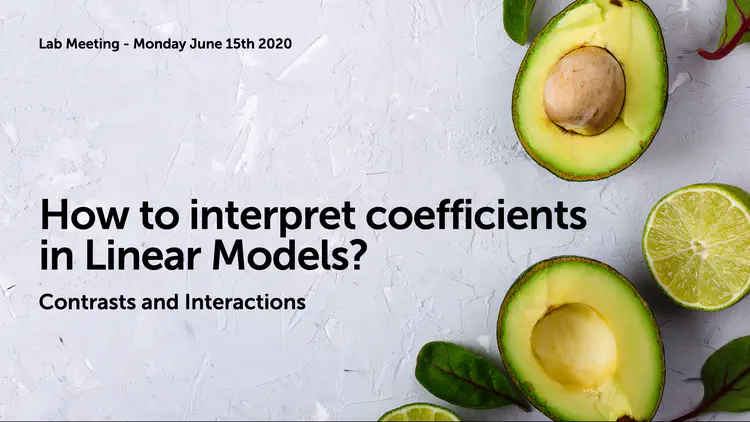 Lab Meeting - Monday June 15th 2020
How to interpret coefficients
in Linear Models?
Contrasts and Interactions